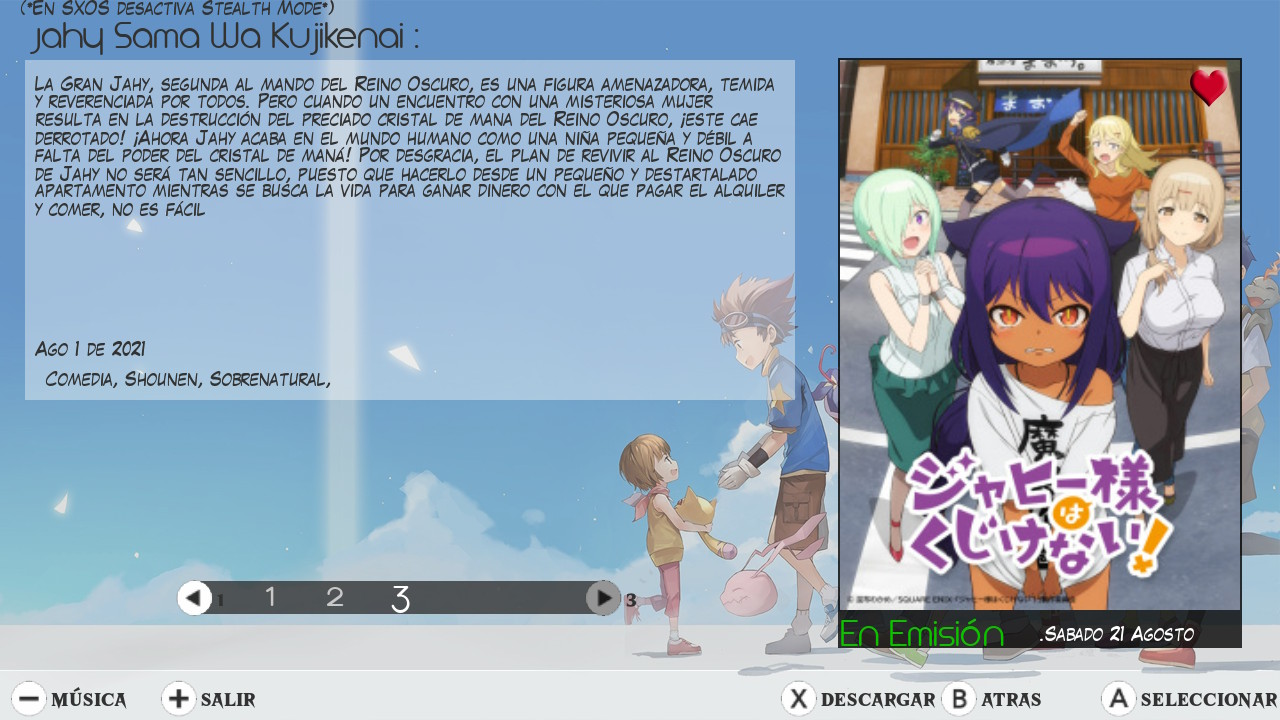 (*En SXOS desactiva Stealth Mode*)
Jahy Sama Wa Kujikenai :
La Gran Jahy, segunda al mando del Reino Oscuro, es una figura amenazadora, temida
y reverenciada por todos. Pero cuando un encuentro con una misteriosa mujer
resulta en la destrucción del preciado cristal de mana del Reino Oscuro, ¡este cae
derrotado! ¡Ahora Jahy acaba en el mundo humano como una niña pequeña y débil a
falta del poder del cristal de maná! Por desgracia, el plan de revivir al Reino Oscuro
de Jahy no será tan sencillo, puesto que hacerlo desde un pequeño y destartalado
apartamento mientras se busca la vida para ganar dinero con el que pagar el alquiler
y comer, no es fácil
Ago 1 de 2021
Comedia, Shounen, Sobrenatural,
魔
ジャヒー様
は
くじけない!
En Emisión .Sabado 21 Agosto
1 1 2 3 3
MÚSICA + SALIR X DESCARGAR B ATRAS A SELECCIONAR